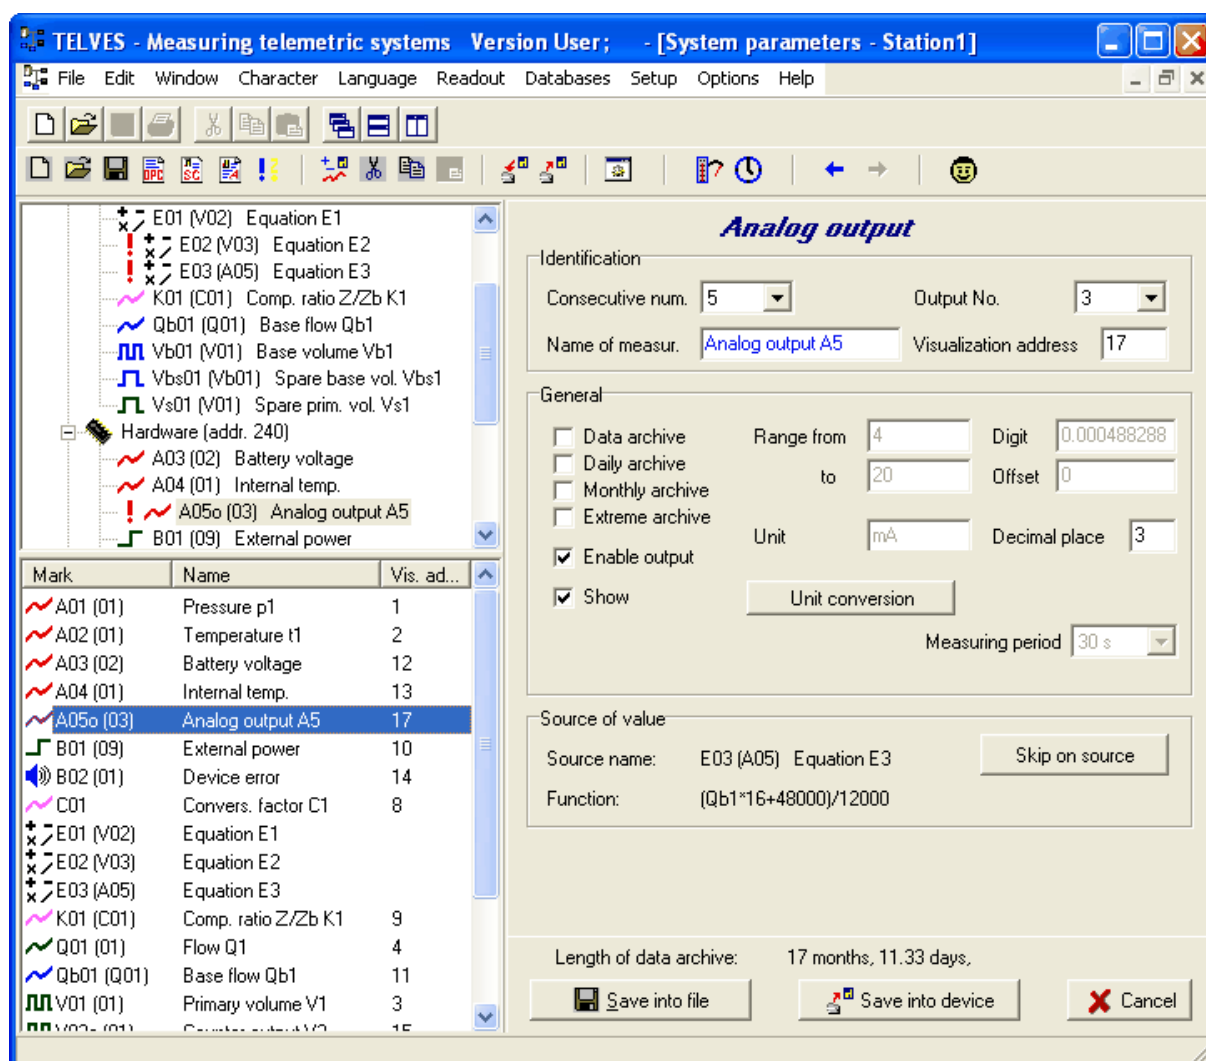 TELVES - Measuring telemetric systems   Version User;   - [System parameters - Station1]
File Edit Window Character Language Readout Databases Setup Options Help
E01 (V02) Equation E1
E02 (V03) Equation E2
E03 (A05) Equation E3
K01 (C01) Comp. ratio Z/Zb K1
Qb01 (Q01) Base flow Qb1
Vb01 (V01) Base volume Vb1
Vbs01 (Vb01) Spare base vol. Vbs1
Vs01 (V01) Spare prim. vol. Vs1
Hardware (addr. 240)
A03 (02) Battery voltage
A04 (01) Internal temp.
A05o (03) Analog output A5
B01 (09) External power
Mark Name Vis. ad...
A01 (01) Pressure p1 1
A02 (01) Temperature t1 2
A03 (02) Battery voltage 12
A04 (01) Internal temp. 13
A05o (03) Analog output A5 17
B01 (09) External power 10
B02 (01) Device error 14
C01 Convers. factor C1 8
E01 (V02) Equation E1
E02 (V03) Equation E2
E03 (A05) Equation E3
K01 (C01) Comp. ratio Z/Zb K1 9
Q01 (01) Flow Q1 4
Qb01 (Q01) Base flow Qb1 11
V01 (01) Primary volume V1 3
Analog output
Identification
Consecutive num. 5 Output No. 3
Name of measur. Analog output A5 Visualization address 17
General
Data archive Range from 4 Digit 0.000488288
Daily archive
to 20 Offset 0
Monthly archive
Extreme archive
Unit mA Decimal place 3
Enable output
Show Unit conversion
Measuring period 30 s
Source of value
Source name: E03 (A05) Equation E3 Skip on source
Function: (Qb1*16+48000)/12000
Length of data archive: 17 months, 11.33 days,
Save into file Save into device Cancel